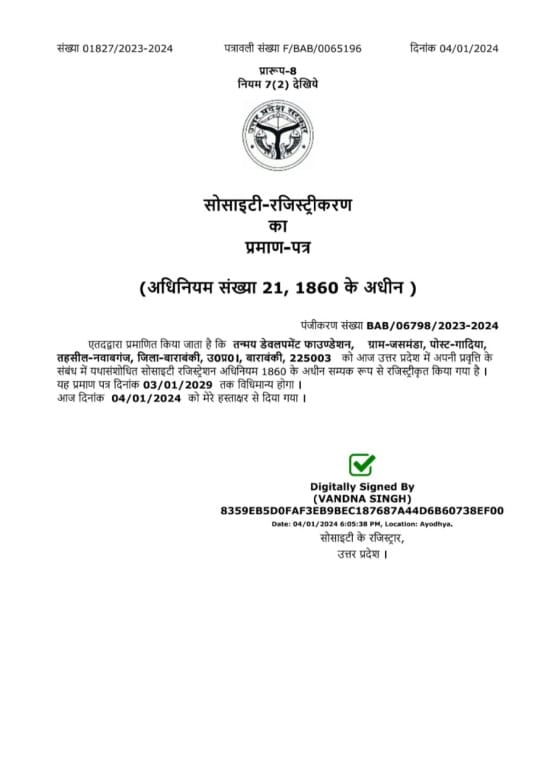 संख्या 01827/2023-2024 पत्रावली संख्या F/BAB/0065196 दिनांक 04/01/2024
प्रारूप-8
नियम 7(2) देखिये
उत्तर प्रदेश सरकार
सोसाइटी-रजिस्ट्रीकरण
का
प्रमाण-पत्र
(अधिनियम संख्या 21, 1860 के अधीन )
पंजीकरण संख्या BAB/06798/2023-2024
एतदद्वारा प्रमाणित किया जाता है कि तन्मय डेवलपमेंट फाउण्डेशन, ग्राम-जसमंडा, पोस्ट-गादिया,
तहसील-नवाबगंज, जिला-बाराबंकी, उ0प्र0।, बाराबंकी, 225003 को आज उत्तर प्रदेश में अपनी प्रवृत्ति के
संबंध में यथासंशोधित सोसाइटी रजिस्ट्रेशन अधिनियम 1860 के अधीन सम्यक रूप से रजिस्ट्रीकृत किया गया है ।
यह प्रमाण पत्र दिनांक 03/01/2029 तक विधिमान्य होगा ।
आज दिनांक 04/01/2024 को मेरे हस्ताक्षर से दिया गया ।
Digitally Signed By
(VANDNA SINGH)
8359EB5D0FAF3EB9BEC187687A44D6B60738EF00
Date: 04/01/2024 6:05:38 PM, Location: Ayodhya.
सोसाइटी के रजिस्ट्रार,
उत्तर प्रदेश ।